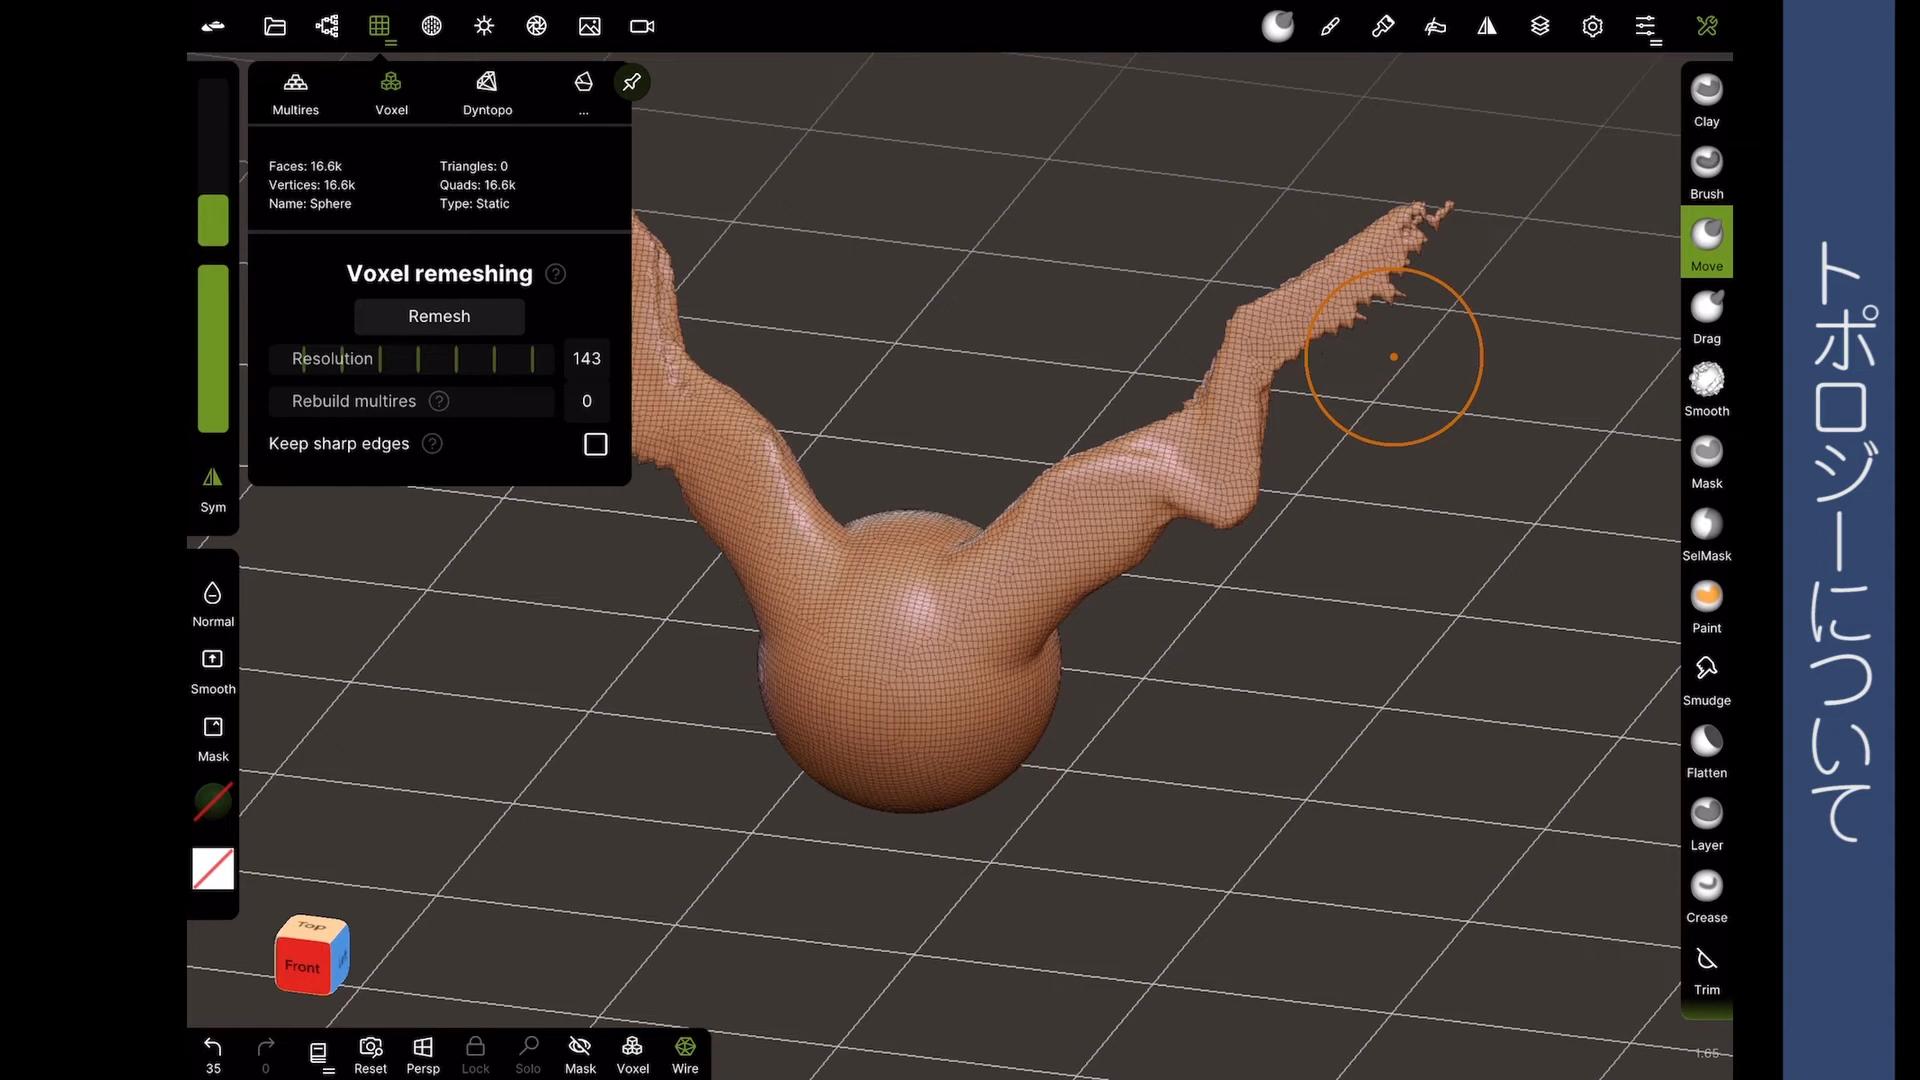 Multires
Voxel
Dyntopo
...
Faces: 16.6k
Triangles: 0
Vertices: 16.6k
Quads: 16.6k
Name: Sphere
Type: Static
Voxel remeshing ?
Remesh
Resolution 143
Rebuild multires ? 0
Keep sharp edges ?
Sym
Normal
Smooth
Mask
Top
Front
35
0
Reset
Persp
Lock
Solo
Mask
Voxel
Wire
Clay
Brush
Move
Drag
Smooth
Mask
SelMask
Paint
Smudge
Flatten
Layer
Crease
Trim
1.65
トポロジーについて